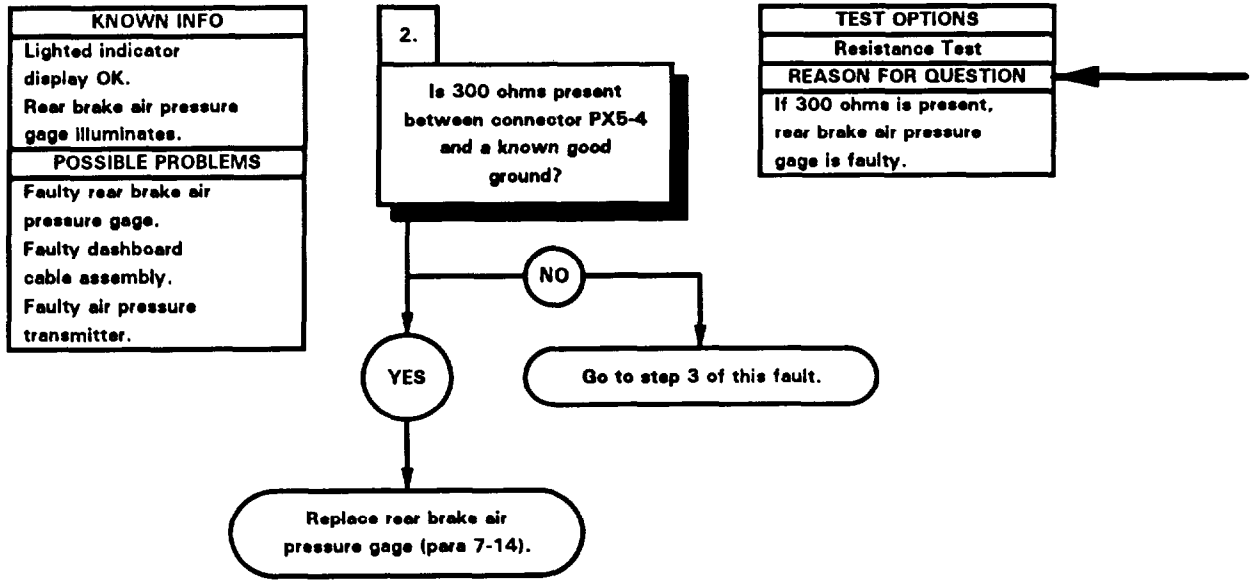 KNOWN INFO
Lighted indicator
display OK.
Rear brake air pressure
gage illuminates.
POSSIBLE PROBLEMS
Faulty rear brake air
pressure gage.
Faulty dashboard
cable assembly.
Faulty air pressure
transmitter.
2.
Is 300 ohms present
between connector PX5-4
and a known good
ground?
TEST OPTIONS
Resistance Test
REASON FOR QUESTION
If 300 ohms is present,
rear brake air pressure
gage is faulty.
NO
YES
Go to step 3 of this fault.
Replace rear brake air
pressure gage (para 7-14).